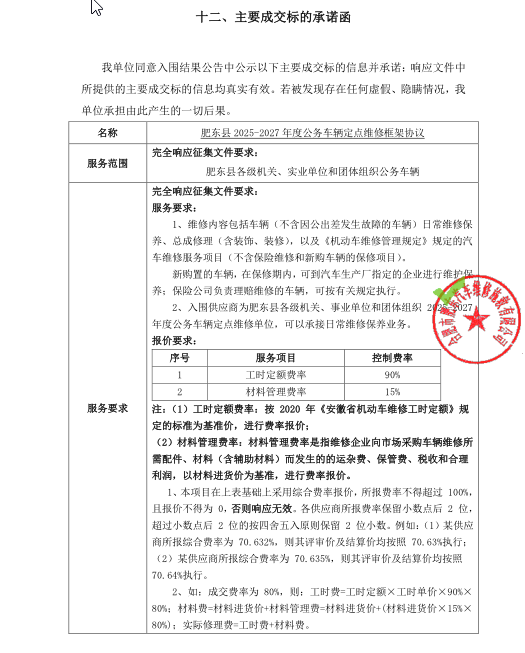 十二、主要成交标的承诺函
我单位同意入围结果公告中公示以下主要成交标的信息并承诺：响应文件中
所提供的主要成交标的信息均真实有效。若被发现存在任何虚假、隐瞒情况，我
单位承担由此产生的一切后果。
名称
肥东县 2025-2027 年度公务车辆定点维修框架协议
服务范围
完全响应征集文件要求：
肥东县各级机关、实业单位和团体组织公务车辆
服务要求
完全响应征集文件要求：
服务要求：
1、维修内容包括车辆（不含因公出差发生故障的车辆）日常维修保
养、总成修理（含装饰、装修），以及《机动车维修管理规定》规定的汽
车维修服务项目（不含保险维修和新购车辆的保修项目）。
新购置的车辆，在保修期内，可到汽车生产厂指定的企业进行维护保
养；保险公司负责理赔维修的车辆，可按有关规定执行。
2、入围供应商为肥东县各级机关、事业单位和团体组织 2025-2027
年度公务车辆定点维修单位，可以承接日常维修保养业务。
报价要求：
序号 服务项目 控制费率
1 工时定额费率 90%
2 材料管理费率 15%
注：（1）工时定额费率：按 2020 年《安徽省机动车维修工时定额》规
定的标准为基准价，进行费率报价：
（2）材料管理费率：材料管理费率是指维修企业向市场采购车辆维修所
需配件、材料（含辅助材料）而发生的的运杂费、保管费、税收和合理
利润，以材料进货价为基准，进行费率报价。
1、本项目在上表基础上采用综合费率报价，所报费率不得超过 100%，
且报价不得为 0，否则响应无效。各供应商所报费率保留小数点后 2 位，
超过小数点后 2 位的按四舍五入原则保留 2 位小数。例如：（1）某供应
商所报综合费率为 70.632%，则其评审价及结算价均按照 70.63%执行；
（2）某供应商所报综合费率为 70.635%，则其评审价及结算价均按照
70.64%执行。
2、如：成交费率为 80%，则：工时费=工时定额×工时单价×90%×
80%；材料费=材料进货价+材料管理费=材料进货价+(材料进货价×15%×
80%)；实际修理费=工时费+材料费。